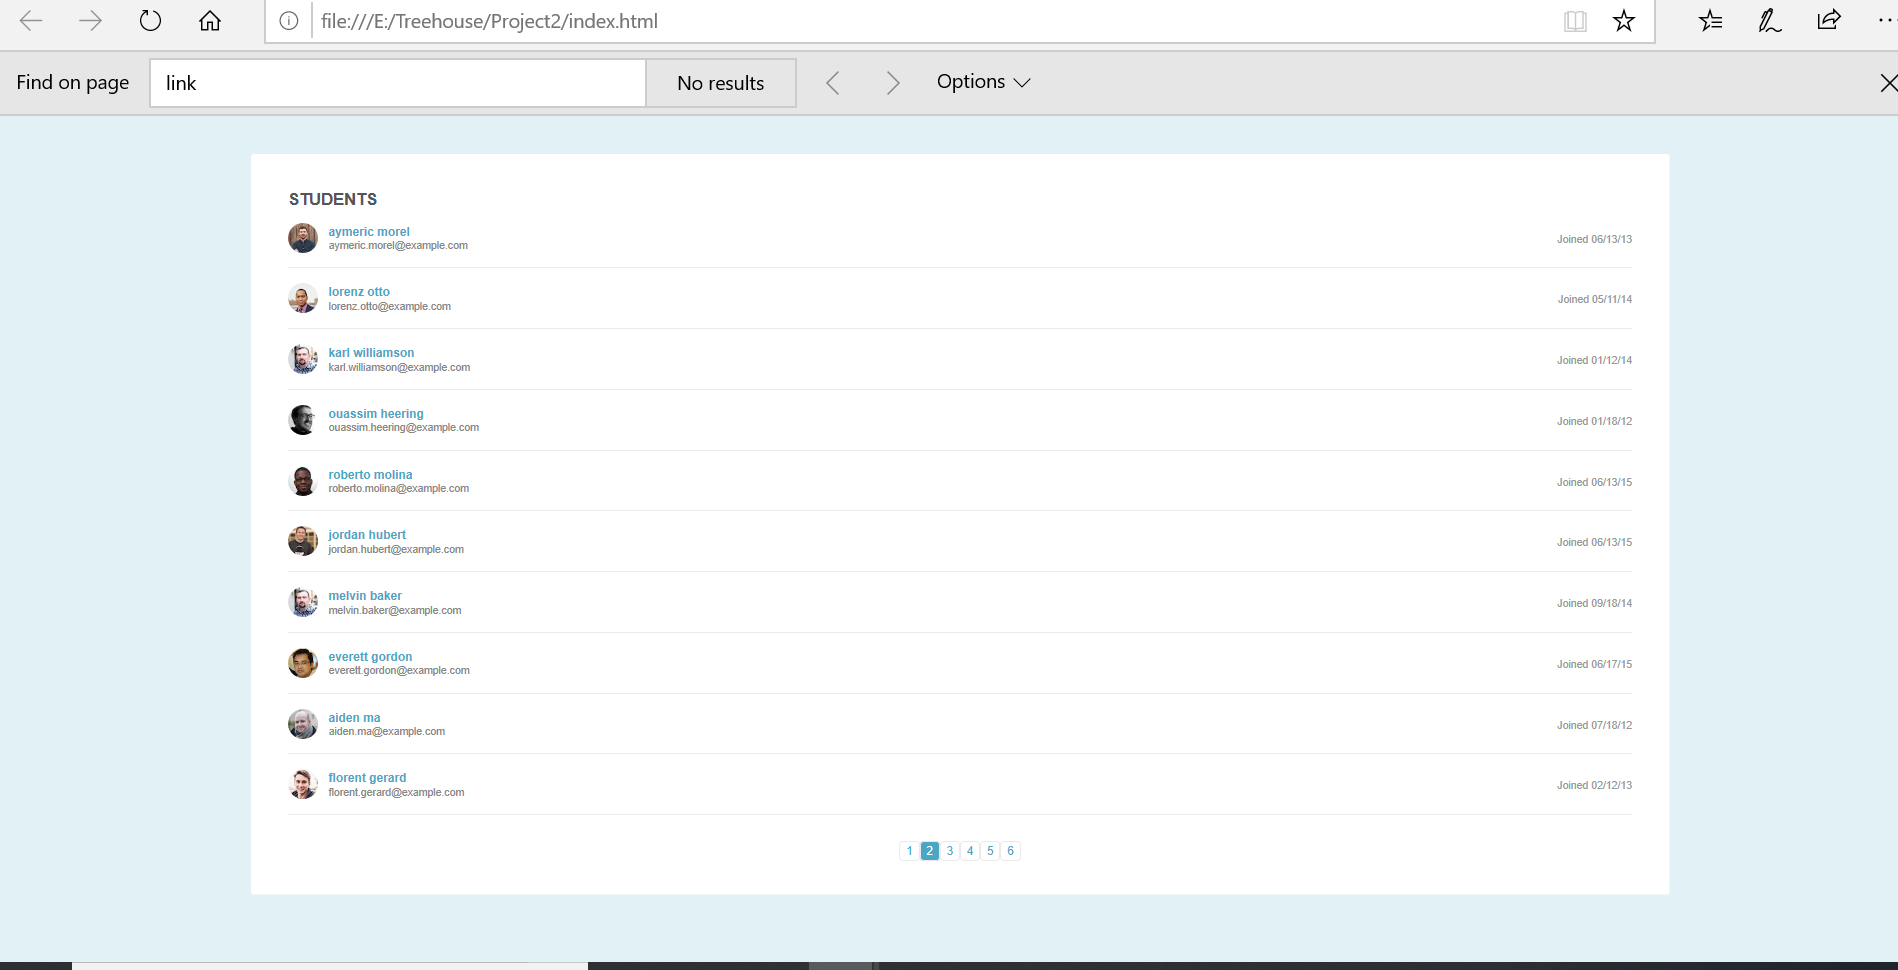 file:///E:/Treehouse/Project2/index.html
Find on page link No results Options
STUDENTS
aymeric morel
aymeric.morel@example.com
Joined 06/13/13
lorenz otto
lorenz.otto@example.com
Joined 05/11/14
karl williamson
karl.williamson@example.com
Joined 01/12/14
ouassim heering
ouassim.heering@example.com
Joined 01/18/12
roberto molina
roberto.molina@example.com
Joined 06/13/15
jordan hubert
jordan.hubert@example.com
Joined 06/13/15
melvin baker
melvin.baker@example.com
Joined 09/18/14
everett gordon
everett.gordon@example.com
Joined 06/17/15
aiden ma
aiden.ma@example.com
Joined 07/18/12
florent gerard
florent.gerard@example.com
Joined 02/12/13
1 2 3 4 5 6